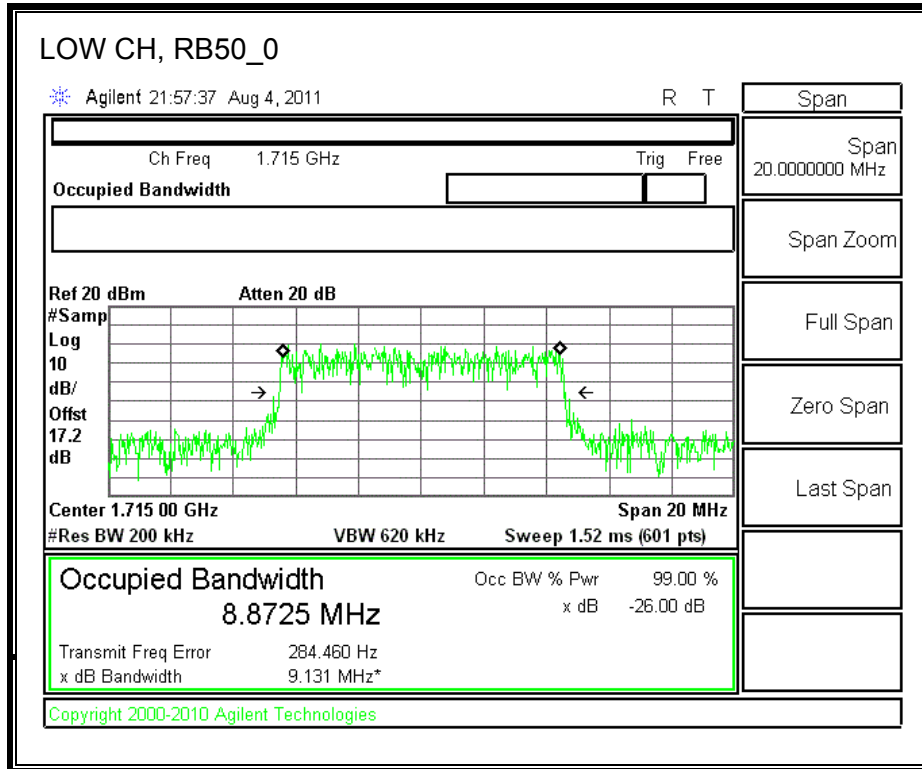 LOW CH, RB50_0
Agilent 21:57:37 Aug 4, 2011 R T
Span
Ch Freq 1.715 GHz Trig Free
Span
20.0000000 MHz
Occupied Bandwidth
Span Zoom
Ref 20 dBm Atten 20 dB
#Samp
Log
10
dB/
Offst
17.2
dB
Full Span
Zero Span
Last Span
Center 1.715 00 GHz Span 20 MHz
#Res BW 200 kHz VBW 620 kHz Sweep 1.52 ms (601 pts)
Occupied Bandwidth
8.8725 MHz
Occ BW % Pwr 99.00 %
x dB -26.00 dB
Transmit Freq Error 284.460 Hz
x dB Bandwidth 9.131 MHz*
Copyright 2000-2010 Agilent Technologies